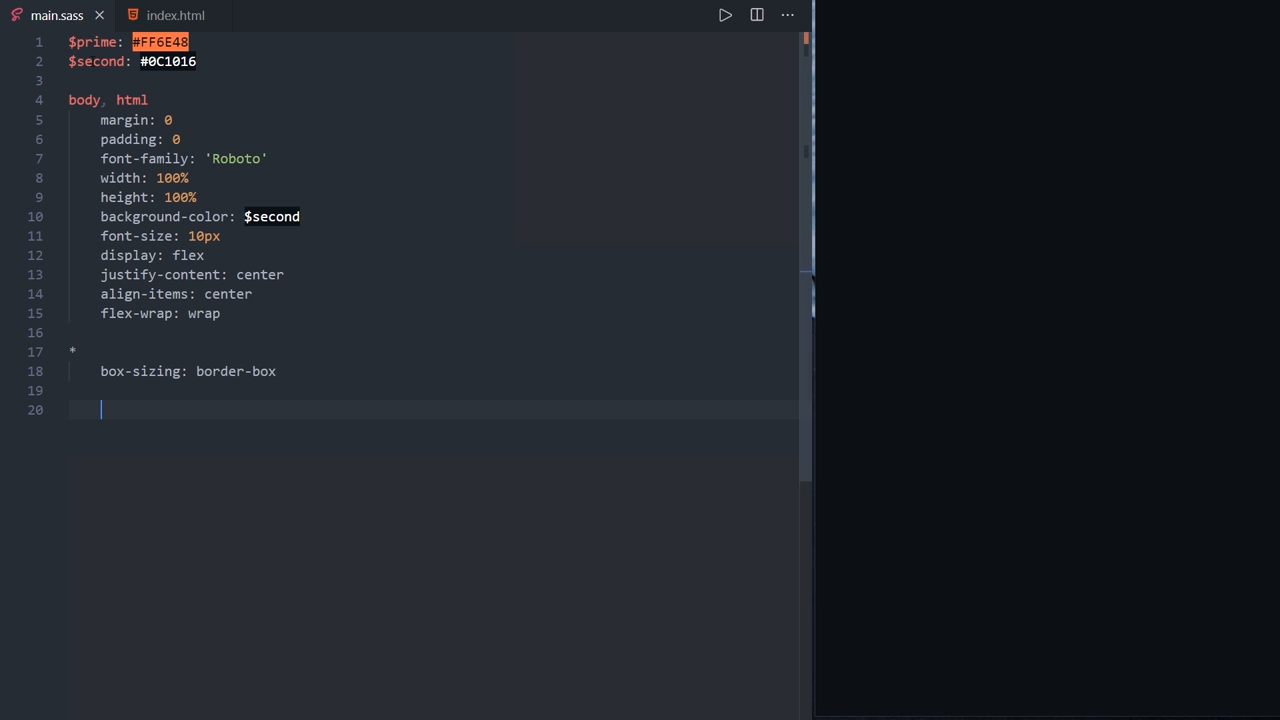 main.sass index.html
1 $prime: #FF6E48
2 $second: #0C1016
3
4 body, html
5 margin: 0
6 padding: 0
7 font-family: 'Roboto'
8 width: 100%
9 height: 100%
10 background-color: $second
11 font-size: 10px
12 display: flex
13 justify-content: center
14 align-items: center
15 flex-wrap: wrap
16
17 *
18 box-sizing: border-box
19
20